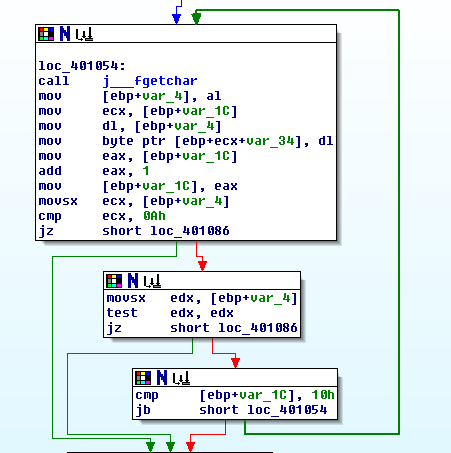 loc_401054:
call j___fgetchar
mov [ebp+var_4], al
mov ecx, [ebp+var_1C]
mov dl, [ebp+var_4]
mov byte ptr [ebp+ecx+var_34], dl
mov eax, [ebp+var_1C]
add eax, 1
mov [ebp+var_1C], eax
movsx ecx, [ebp+var_4]
cmp ecx, 0Ah
jz short loc_401086
movsx edx, [ebp+var_4]
test edx, edx
jz short loc_401086
cmp [ebp+var_1C], 10h
jb short loc_401054